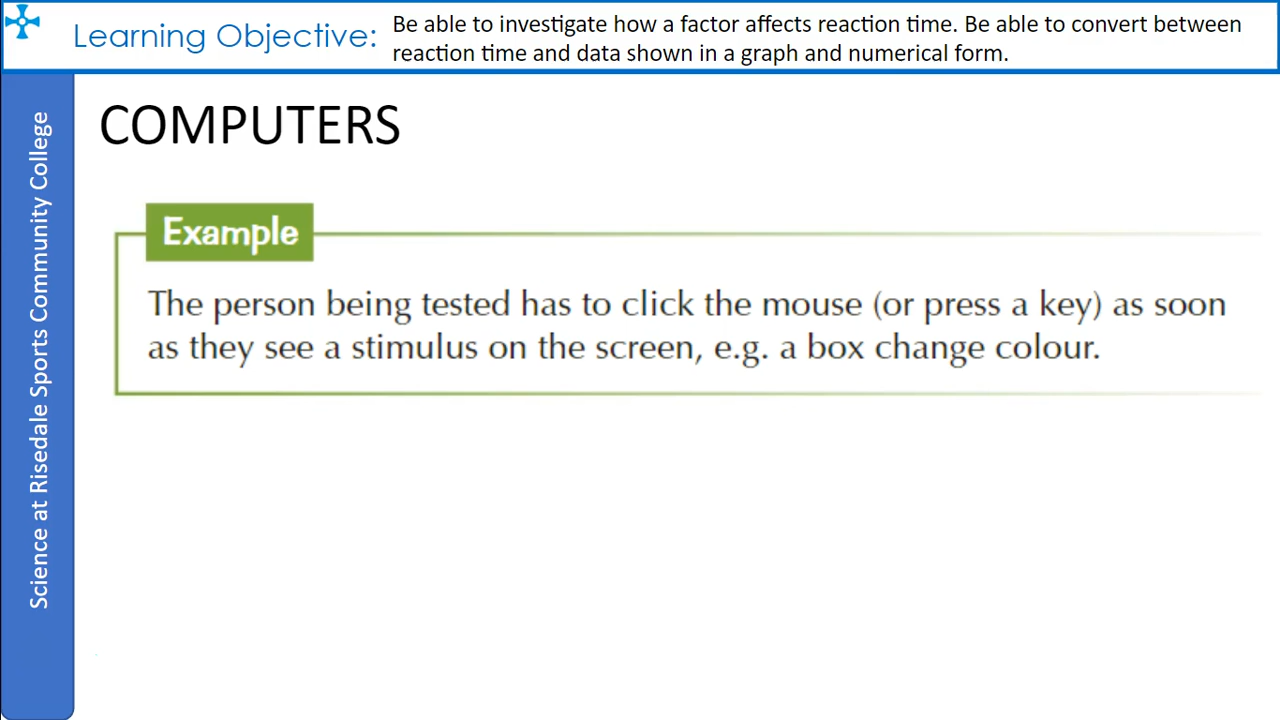 Learning Objective:
Be able to investigate how a factor affects reaction time. Be able to convert between
reaction time and data shown in a graph and numerical form.
Science at Risedale Sports Community College
COMPUTERS
Example
The person being tested has to click the mouse (or press a key) as soon
as they see a stimulus on the screen, e.g. a box change colour.